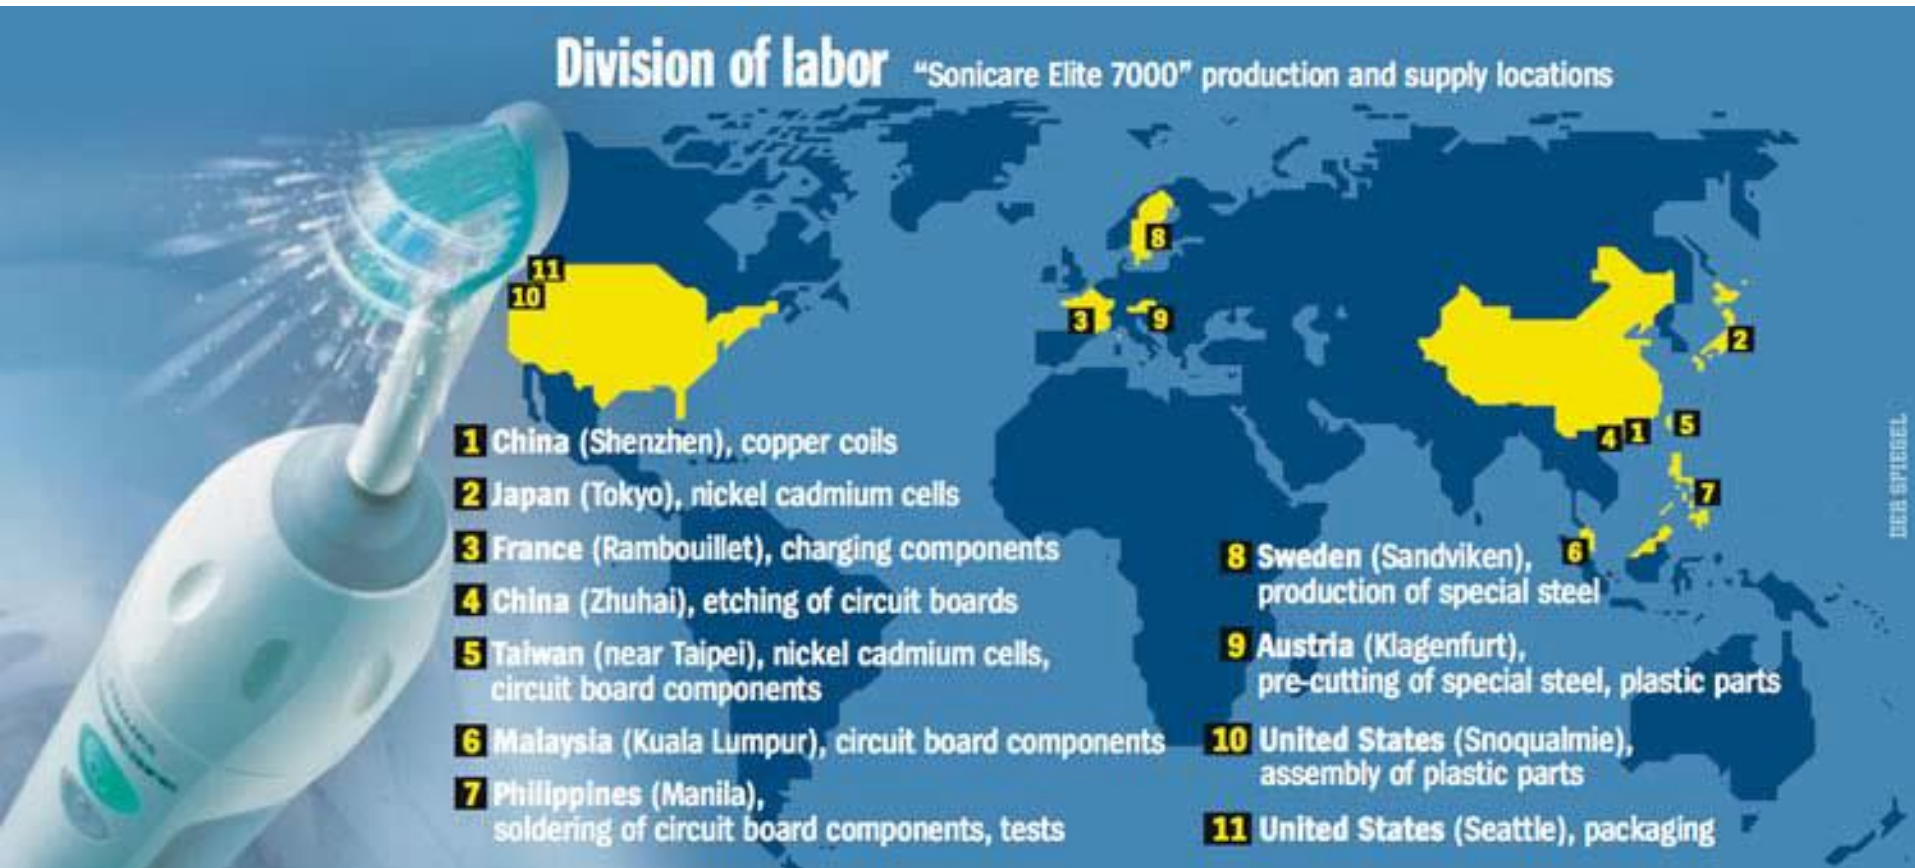 Division of labor "Sonicare Elite 7000" production and supply locations
11
10
8
3
9
2
4
1
5
7
6
1 China (Shenzhen), copper coils
2 Japan (Tokyo), nickel cadmium cells
3 France (Rambouillet), charging components
4 China (Zhuhai), etching of circuit boards
5 Taiwan (near Taipei), nickel cadmium cells,
circuit board components
6 Malaysia (Kuala Lumpur), circuit board components
7 Philippines (Manila),
soldering of circuit board components, tests
8 Sweden (Sandviken),
production of special steel
9 Austria (Klagenfurt),
pre-cutting of special steel, plastic parts
10 United States (Snoqualmie),
assembly of plastic parts
11 United States (Seattle), packaging
DER SPIEGEL